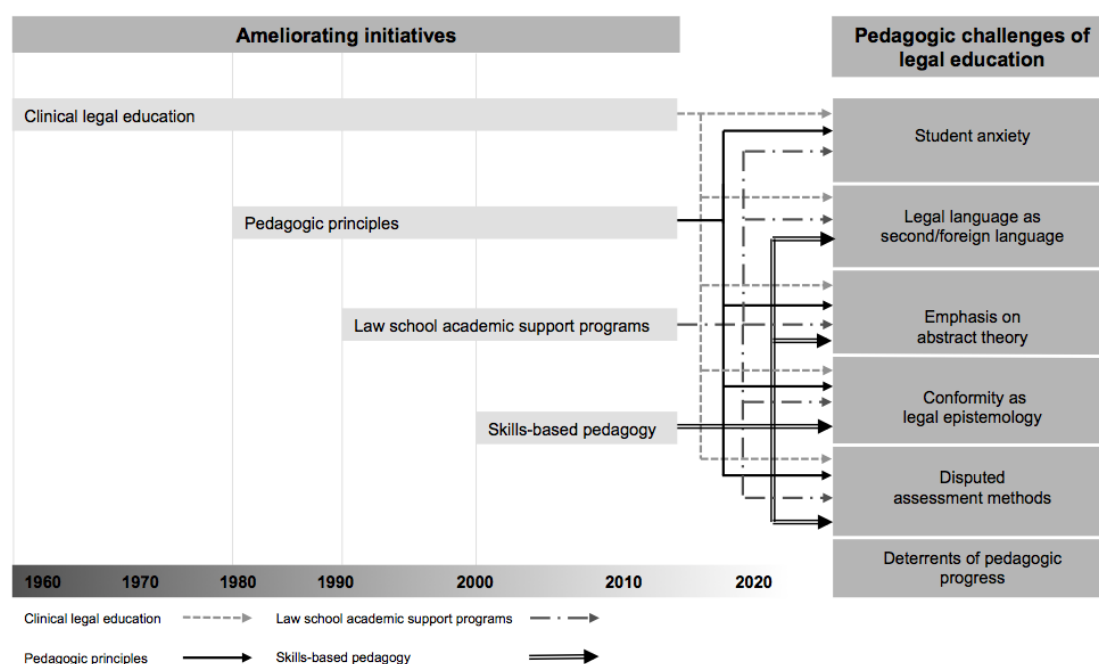 Ameliorating initiatives
Pedagogic challenges of
legal education
Clinical legal education
Student anxiety
Pedagogic principles
Legal language as
second/foreign language
Law school academic support programs
Emphasis on
abstract theory
Skills-based pedagogy
Conformity as
legal epistemology
Disputed
assessment methods
Deterrents of pedagogic
progress
1960 1970 1980 1990 2000 2010 2020
Clinical legal education
Law school academic support programs
Pedagogic principles
Skills-based pedagogy